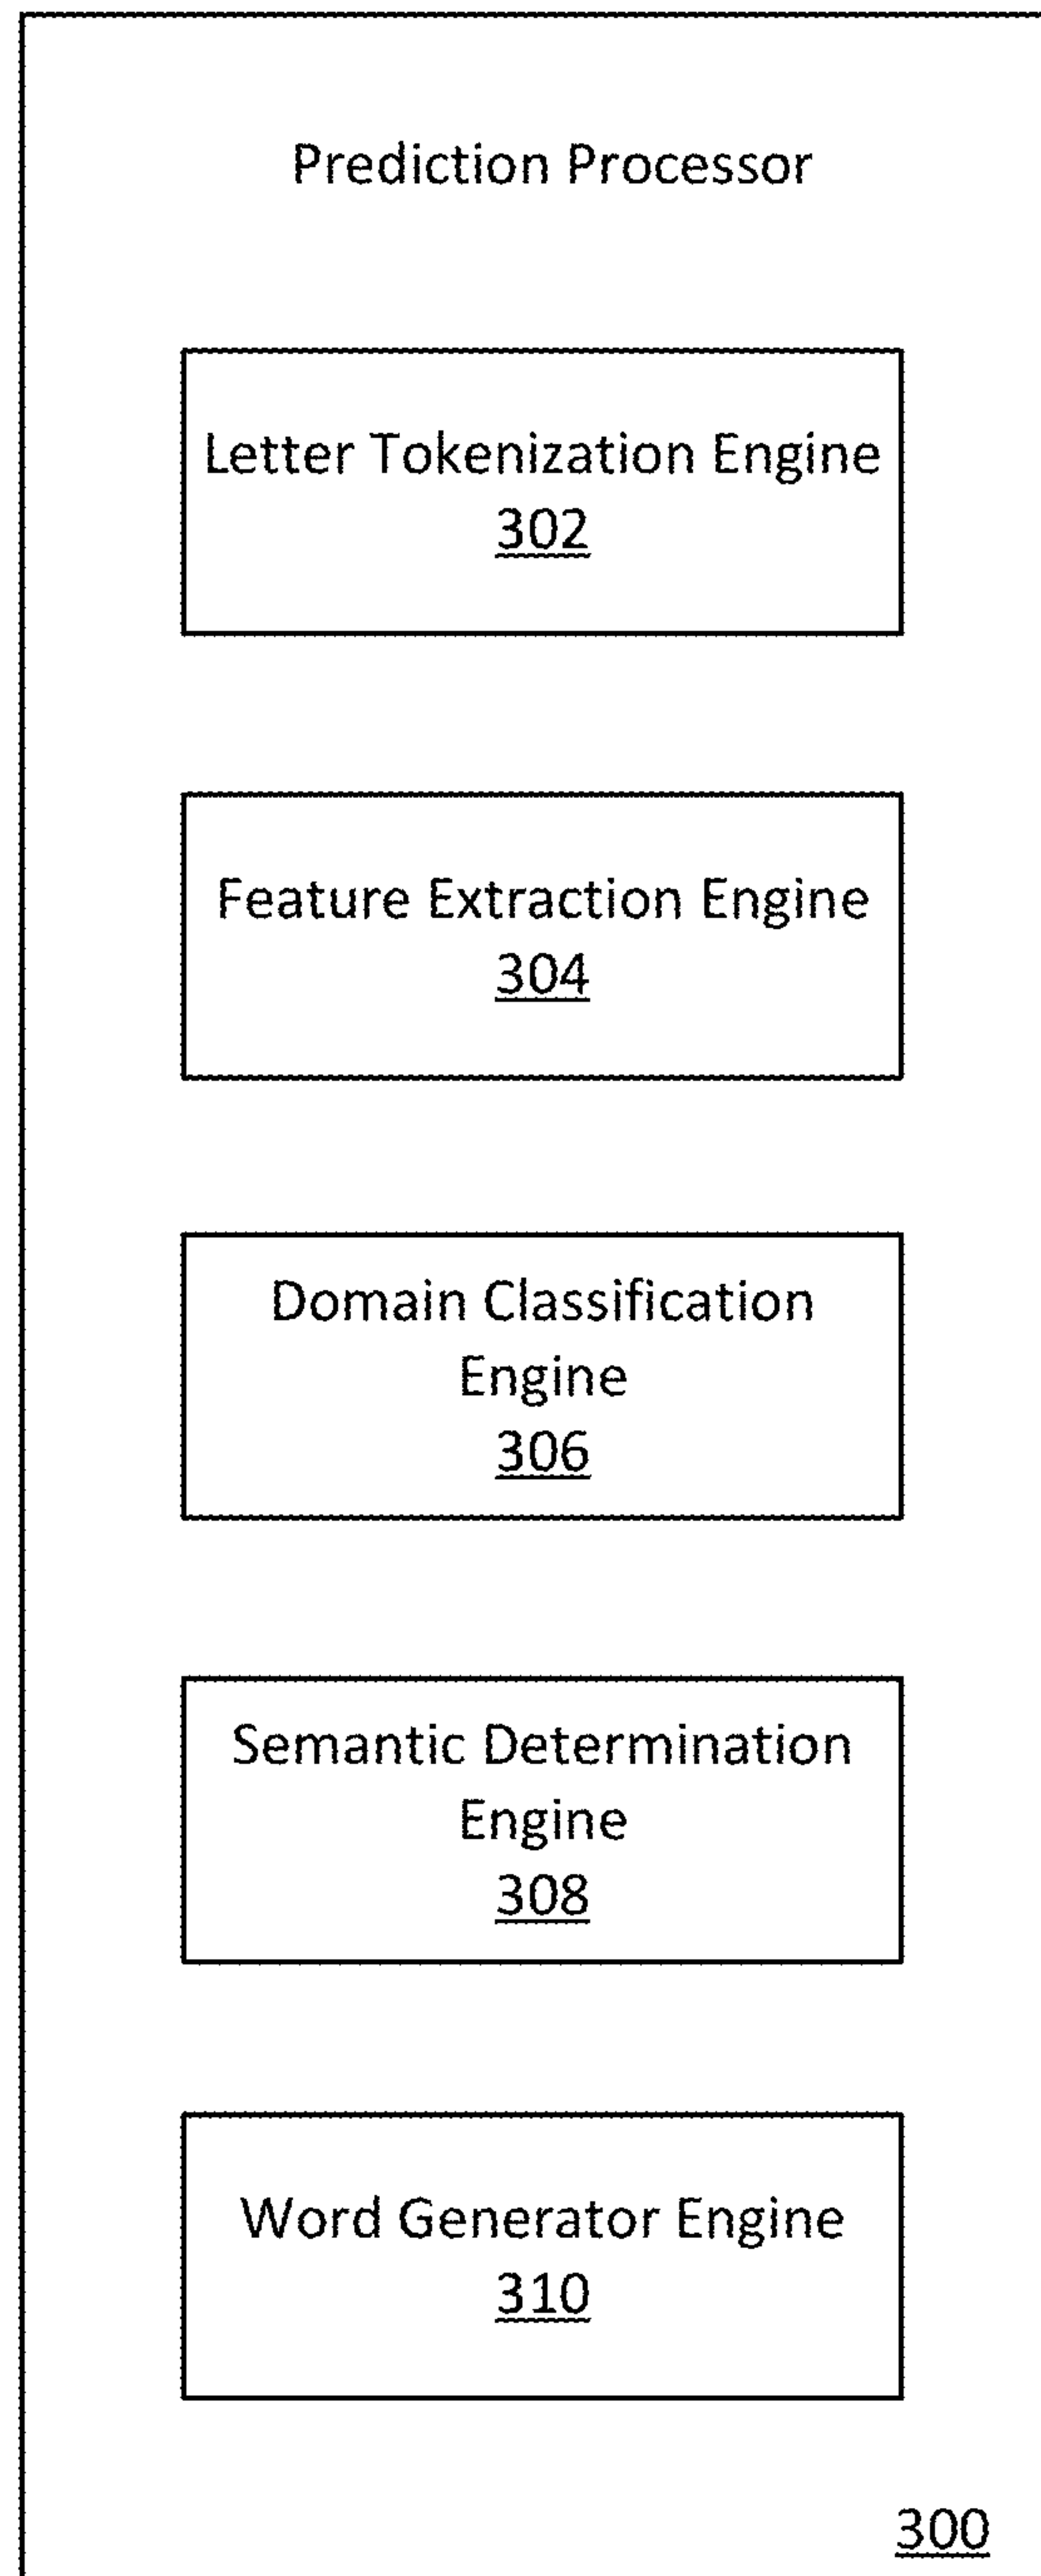 Prediction Processor
Letter Tokenization Engine
302
Feature Extraction Engine
304
Domain Classification
Engine
306
Semantic Determination
Engine
308
Word Generator Engine
310
300